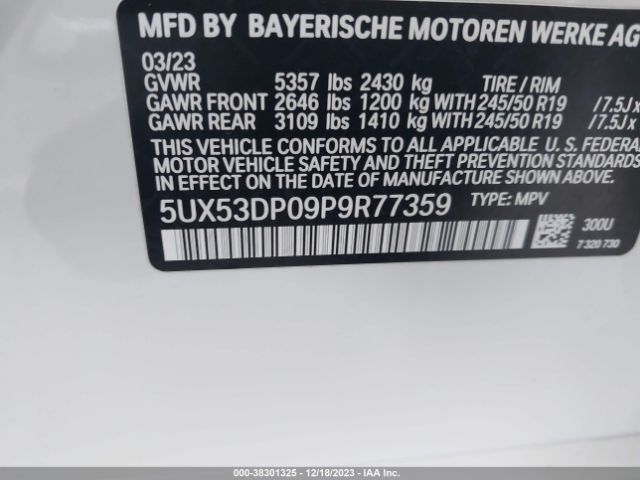 MFD BY BAYERISCHE MOTOREN WERKE AG
03/23
GVWR 5357 lbs 2430 kg TIRE / RIM
GAWR FRONT 2646 lbs 1200 kg WITH 245/50 R19 / 7.5J x
GAWR REAR 3109 lbs 1410 kg WITH 245/50 R19 / 7.5J x
THIS VEHICLE CONFORMS TO ALL APPLICABLE U. S. FEDERAL
MOTOR VEHICLE SAFETY AND THEFT PREVENTION STANDARDS
IN EFFECT ON THE DATE OF MANUFACTURE SHOWN ABOVE.
5UX53DP09P9R77359 TYPE: MPV
300U
7 320 730
000-38301325 - 12/18/2023 - IAA Inc.